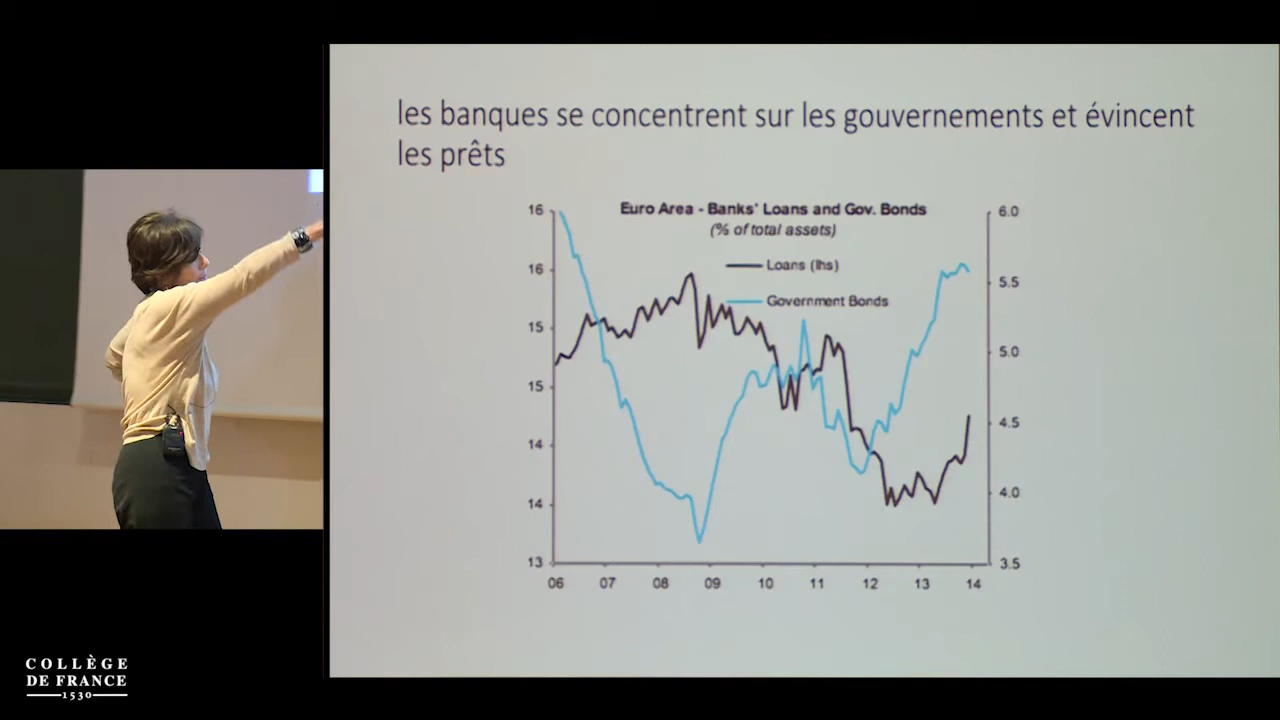 les banques se concentrent sur les gouvernements et évincent
les prêts
Euro Area - Banks' Loans and Gov. Bonds
(% of total assets)
Loans (lhs)
Government Bonds
16
16
15
15
14
14
13
6.0
5.5
5.0
4.5
4.0
3.5
06 07 08 09 10 11 12 13 14
COLLÈGE
DE FRANCE
1530